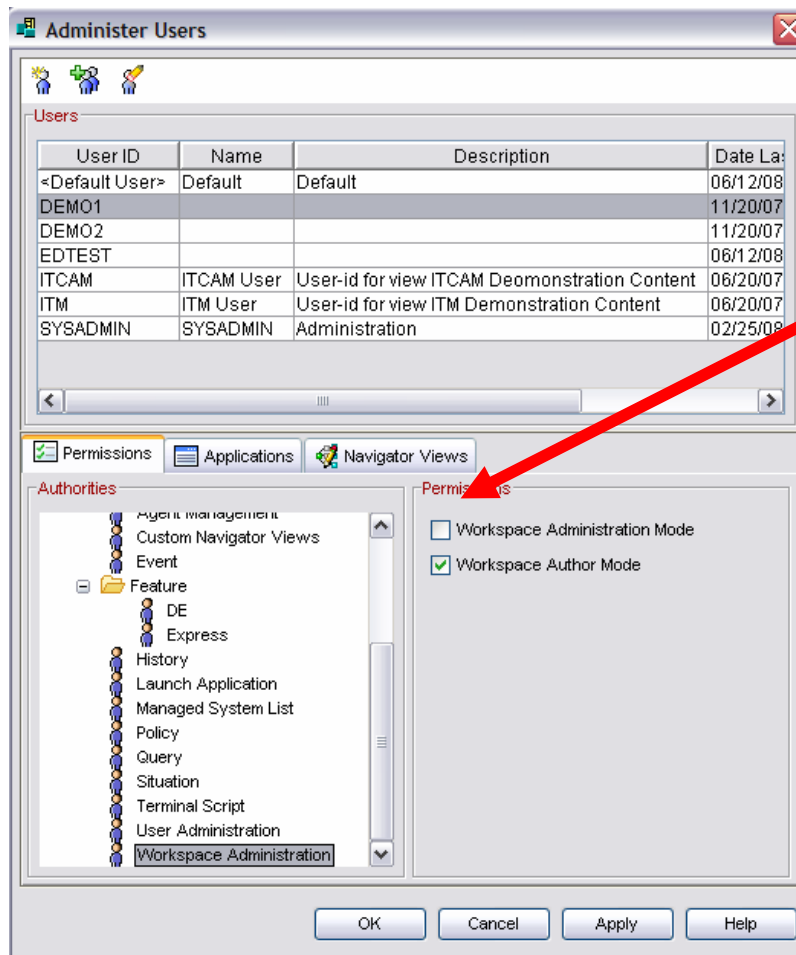 Administer Users
Users
User ID Name Description Date La
<Default User> Default Default 06/12/08
DEMO1 11/20/07
DEMO2 11/20/07
EDTEST 06/12/08
ITCAM ITCAM User User-id for view ITCAM Deomonstration Content 06/20/07
ITM ITM User User-id for view ITM Demonstration Content 06/20/07
SYSADMIN SYSADMIN Administration 02/25/08
Permissions Applications Navigator Views
Authorities
Agent Management
Custom Navigator Views
Event
Feature
DE
Express
History
Launch Application
Managed System List
Policy
Query
Situation
Terminal Script
User Administration
Workspace Administration
Permissions
Workspace Administration Mode
Workspace Author Mode
OK Cancel Apply Help